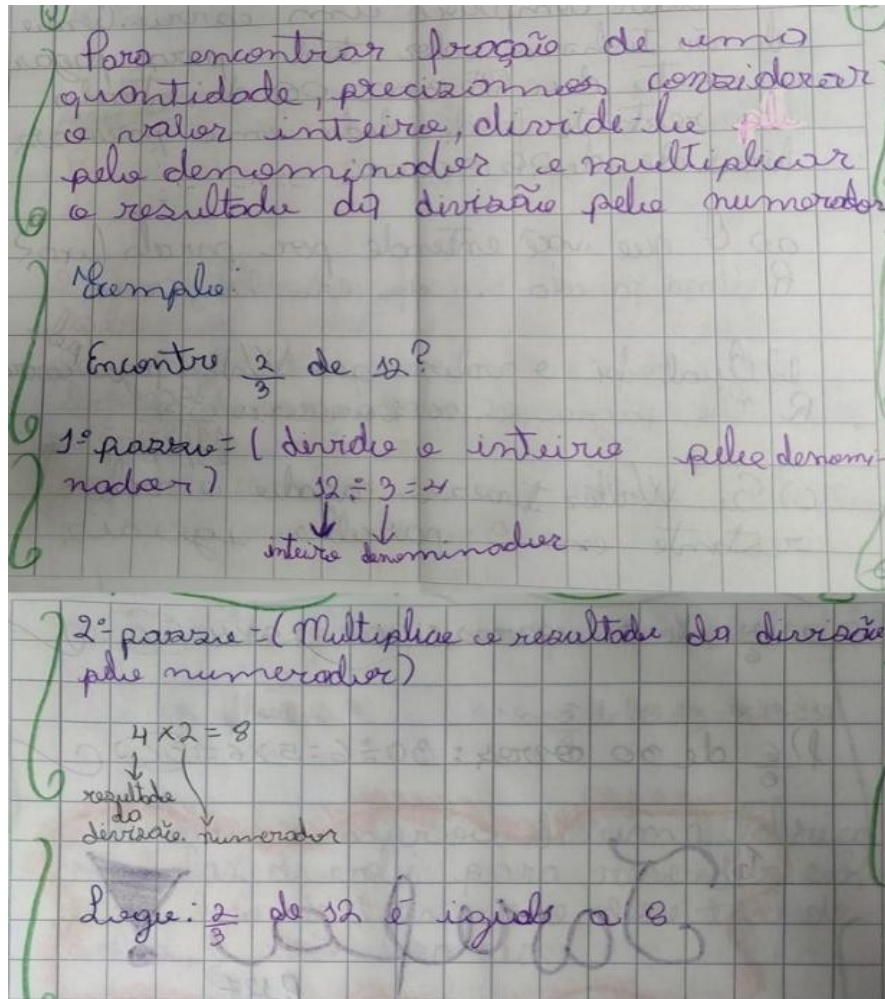 Para encontrar fração de uma
quantidade, precisamos considerar
o valor inteiro, divide-lo
pelo denominador e multiplicar
o resultado da divisão pelo numerador
Exemplo:
Encontre 2/3 de 12?
1º passo = (divida o inteiro pelo denomi-
nador) 12 ÷ 3 = 4
inteiro denominador
2º passo = (Multiplica o resultado da divisão
pelo numerador)
4 × 2 = 8
resultado
da
divisão. numerador
Logo: 2/3 de 12 é iguals a 8